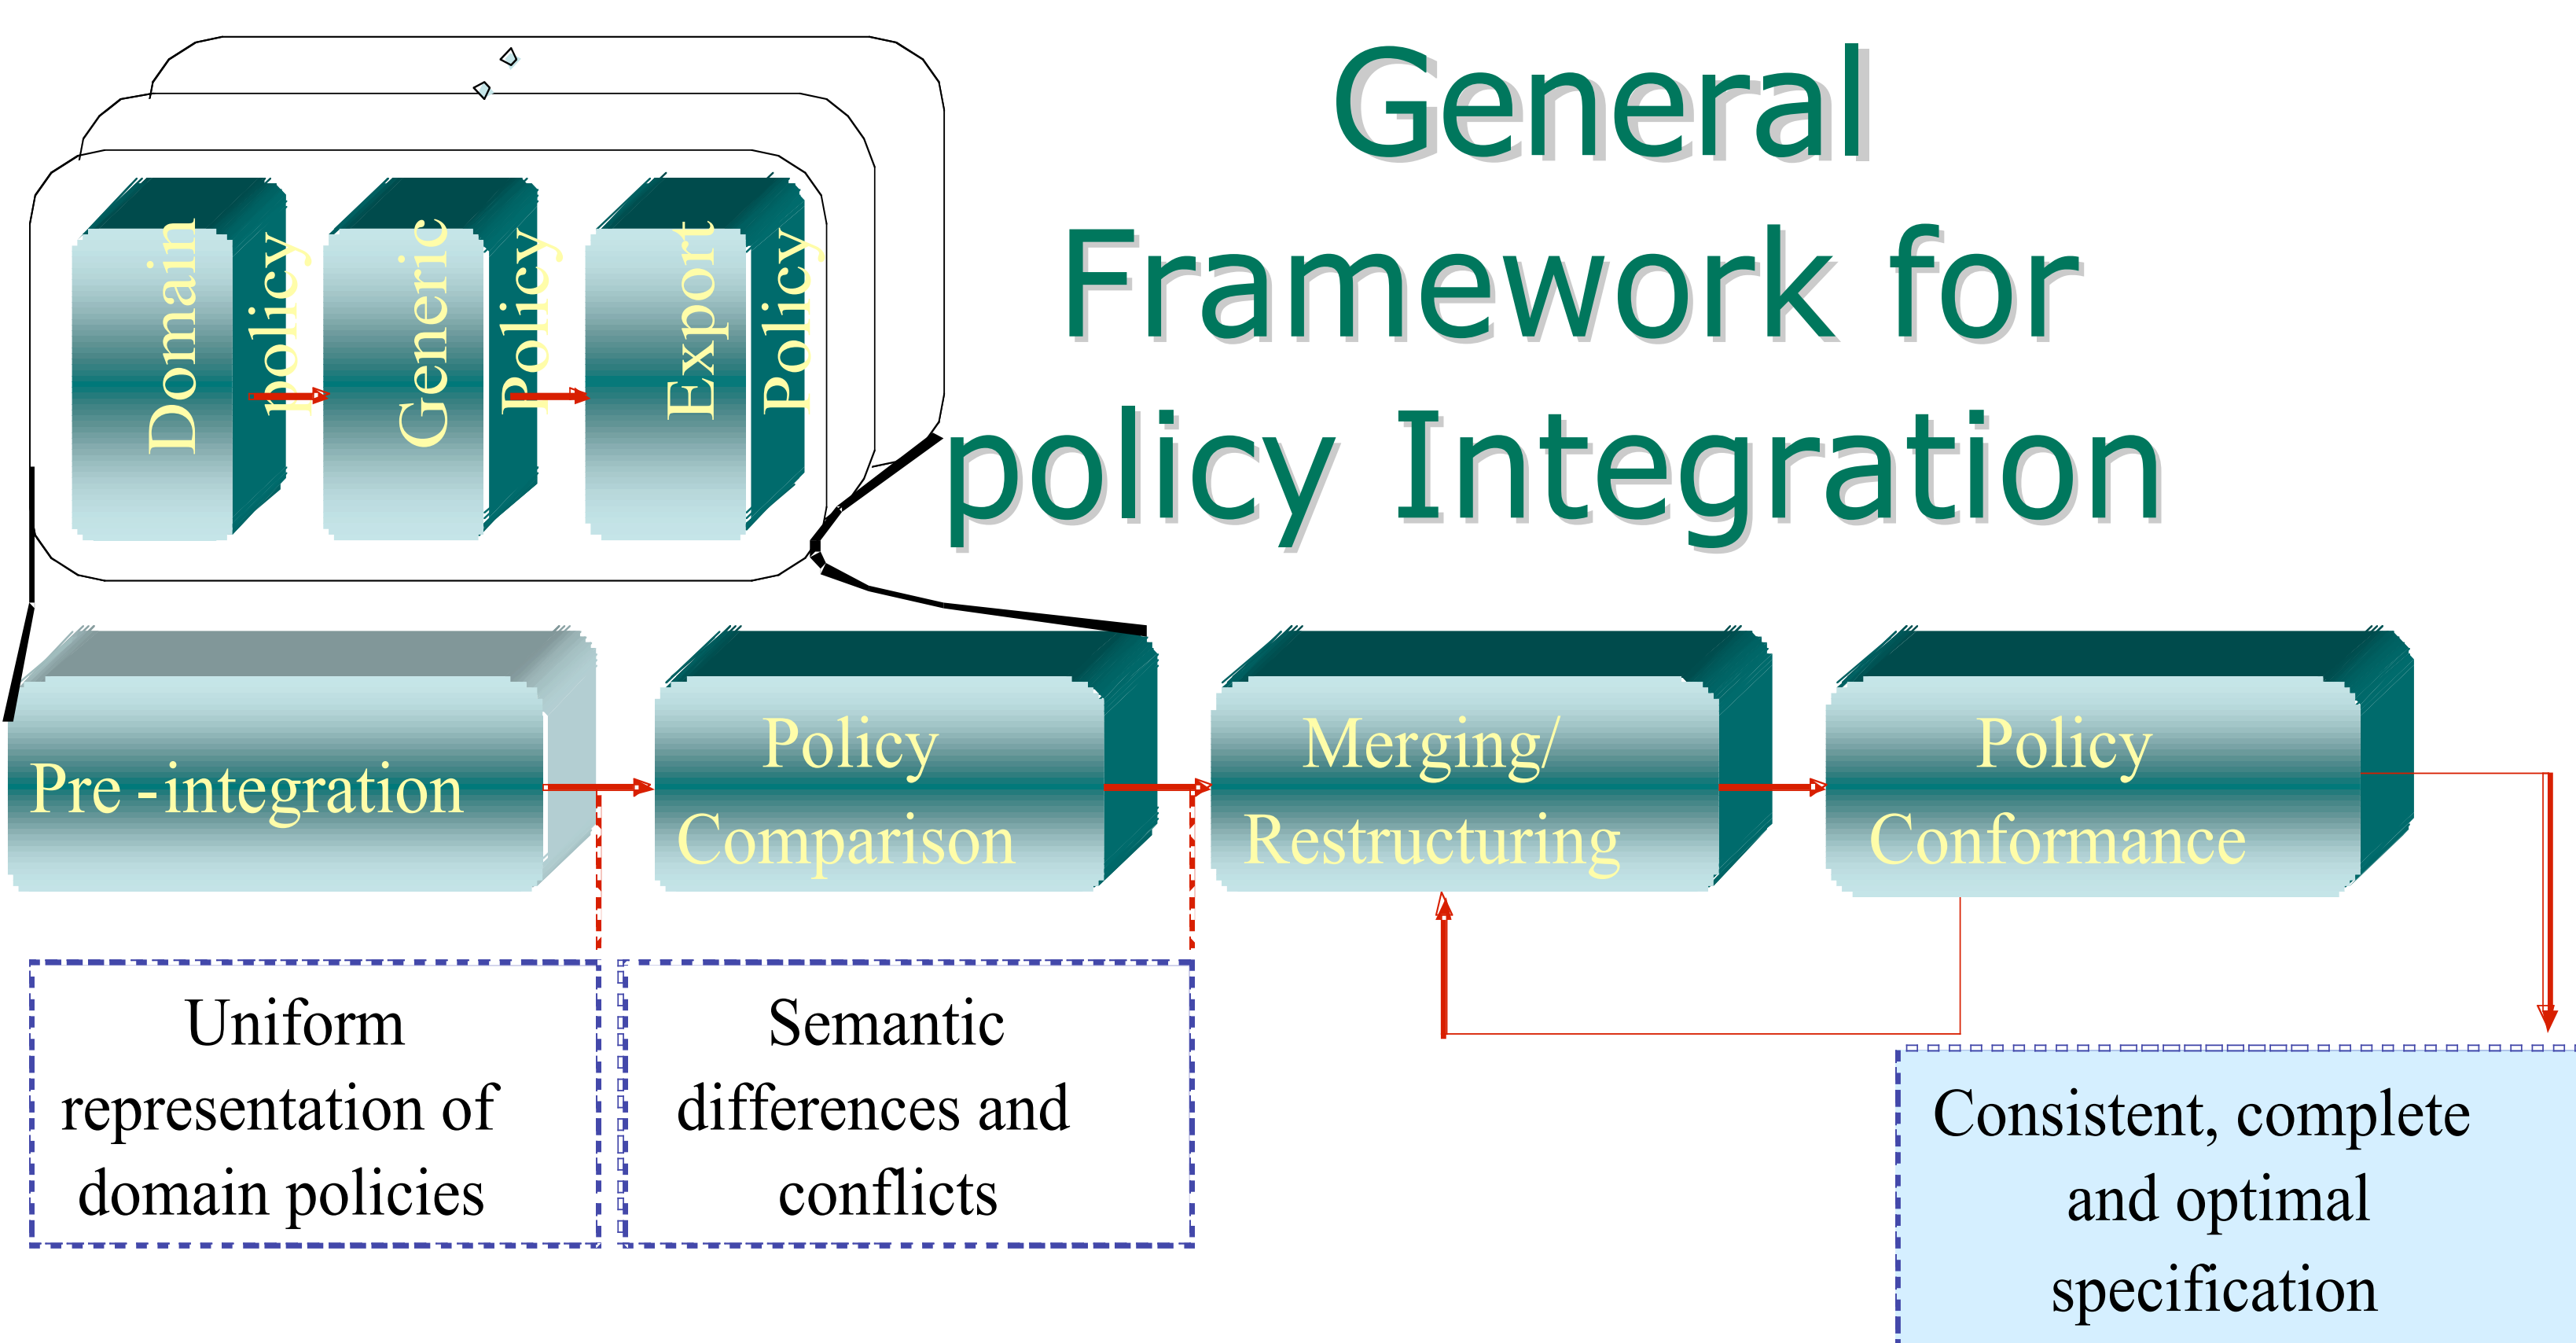 General
Framework for
policy Integration
Domain
policy
Generic
Policy
Export
Policy
Pre -integration
Policy
Comparison
Merging/
Restructuring
Policy
Conformance
Uniform
representation of
domain policies
Semantic
differences and
conflicts
Consistent, complete
and optimal
specification